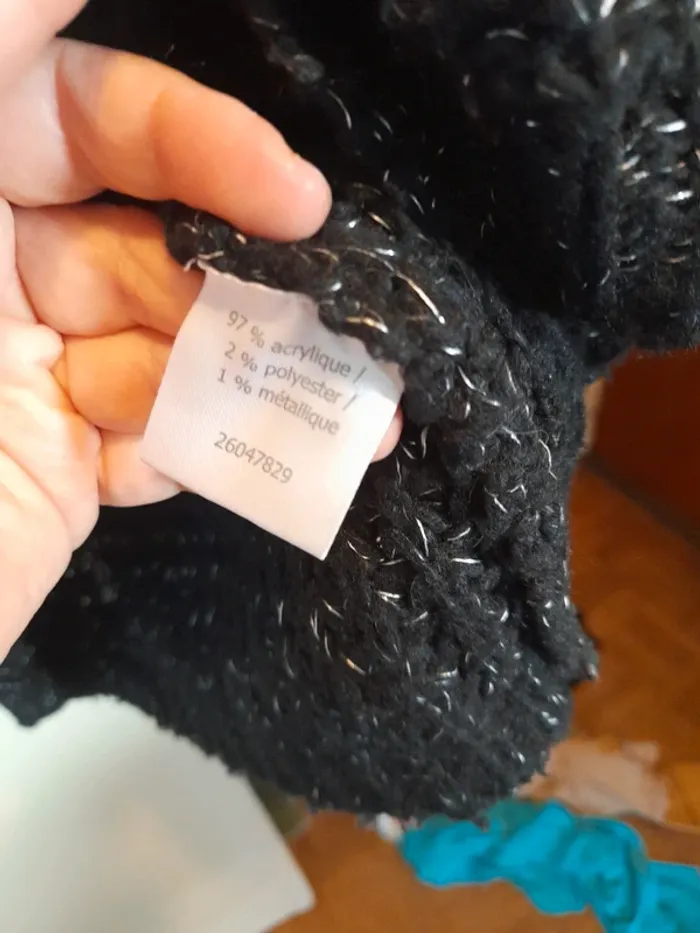 97 % acrylique /
2 % polyester /
1 % métallique
26047829